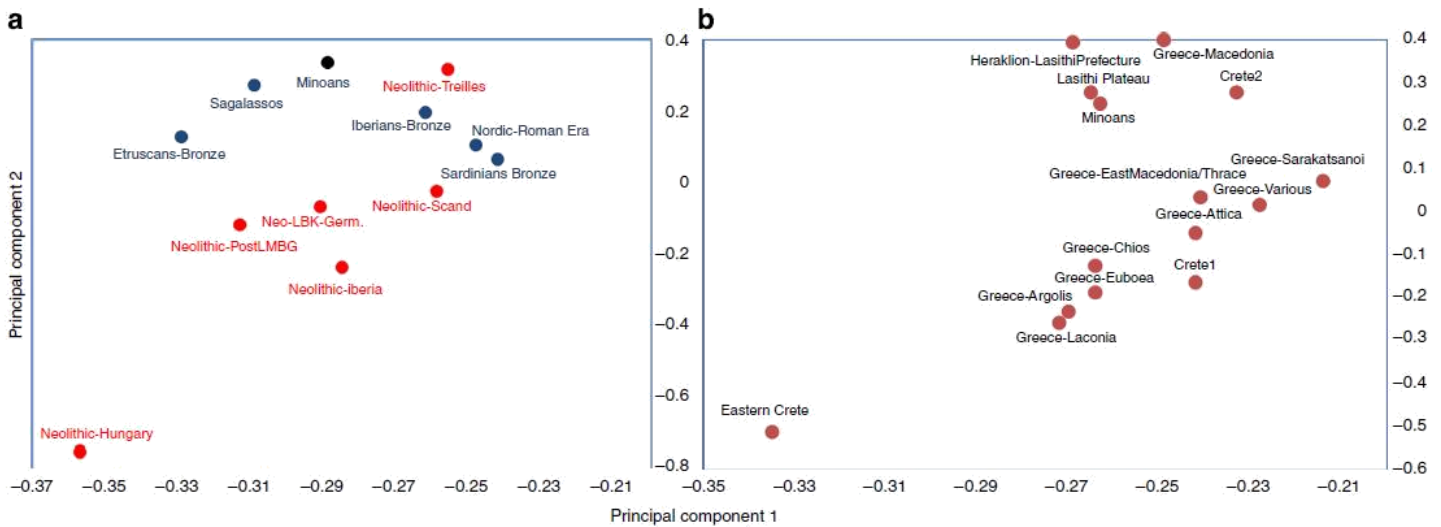 a
Principal component 2
Minoans
Neolithic-Treilles
Sagalassos
Iberians-Bronze
Nordic-Roman Era
Etruscans-Bronze
Sardinians Bronze
Neolithic-Scand
Neo-LBK-Germ.
Neolithic-PostLMBG
Neolithic-iberia
Neolithic-Hungary
0.4
0.2
0
–0.2
–0.4
–0.6
–0.8
–0.37
–0.35
–0.33
–0.31
–0.29
–0.27
–0.25
–0.23
–0.21
b
Heraklion-LasithiPrefecture
Greece-Macedonia
Lasithi Plateau
Crete2
Minoans
Greece-Sarakatsanoi
Greece-EastMacedonia/Thrace
Greece-Various
Greece-Attica
Greece-Chios
Crete1
Greece-Euboea
Greece-Argolis
Greece-Laconia
Eastern Crete
0.4
0.3
0.2
0.1
0
–0.1
–0.2
–0.3
–0.4
–0.5
–0.6
–0.35
–0.33
–0.31
–0.29
–0.27
–0.25
–0.23
–0.21
Principal component 1